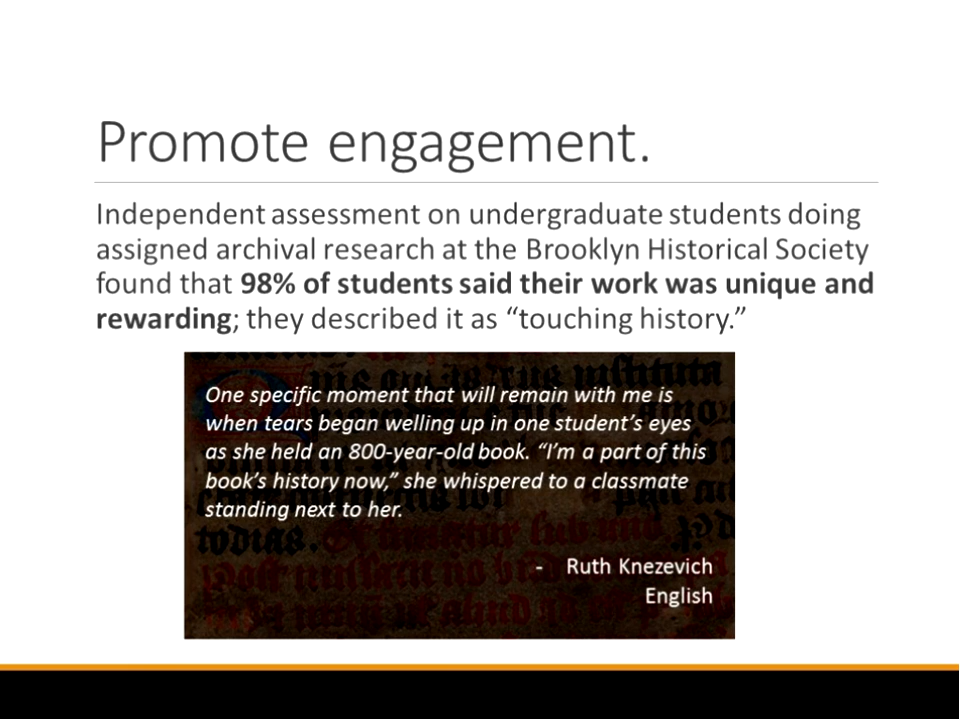 Promote engagement.
Independent assessment on undergraduate students doing
assigned archival research at the Brooklyn Historical Society
found that 98% of students said their work was unique and
rewarding; they described it as “touching history.”
One specific moment that will remain with me is
when tears began welling up in one student’s eyes
as she held an 800-year-old book. “I’m a part of this
book’s history now,” she whispered to a classmate
standing next to her.
- Ruth Knezevich
English